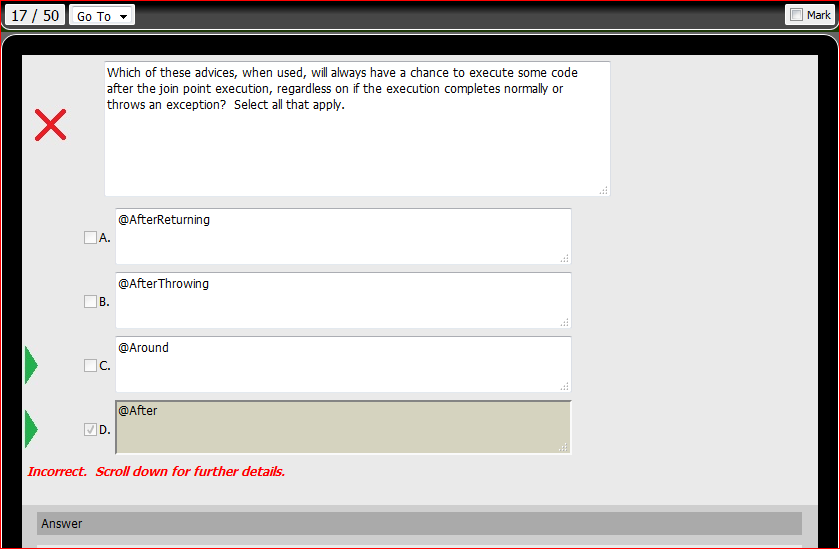 17 / 50 Go To Mark
Which of these advices, when used, will always have a chance to execute some code
after the join point execution, regardless on if the execution completes normally or
throws an exception?  Select all that apply.
A. @AfterReturning
B. @AfterThrowing
C. @Around
D. @After
Incorrect.  Scroll down for further details.
Answer